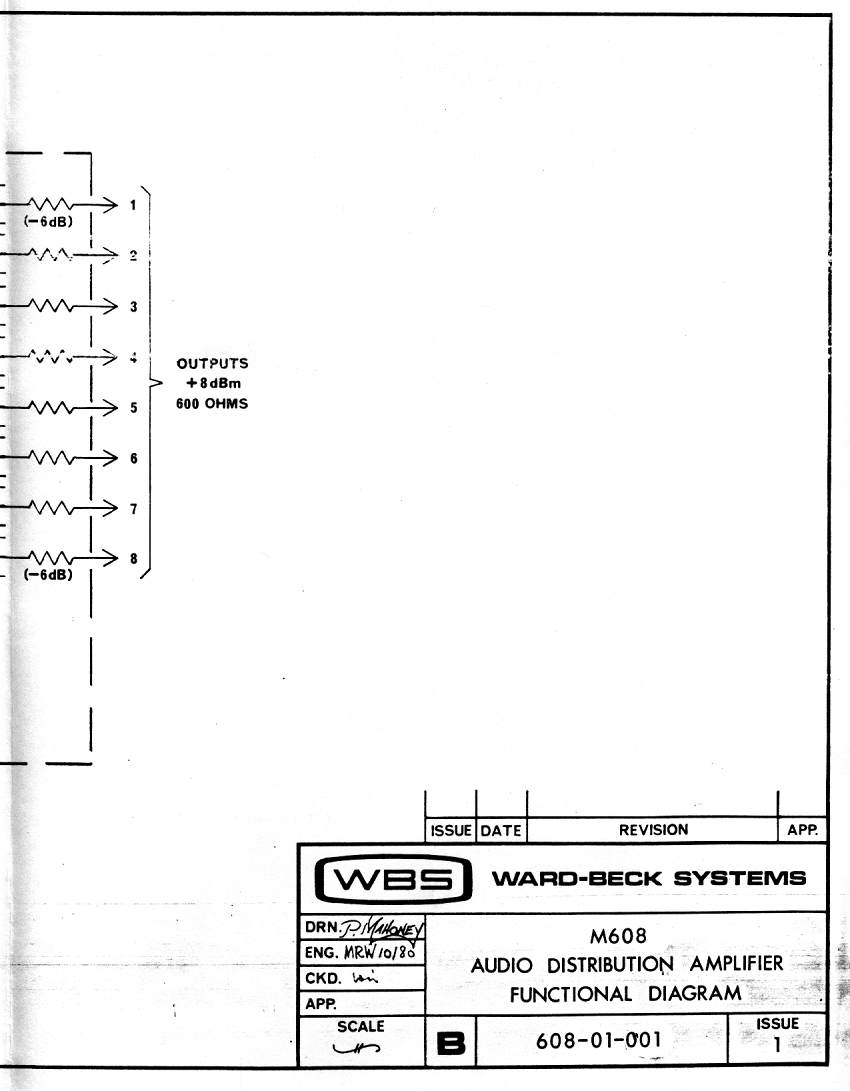 1
(-6dB)
2
3
4
5
6
7
8
(-6dB)
OUTPUTS
+8dBm
600 OHMS
ISSUE DATE REVISION APP.
WBS WARD-BECK SYSTEMS
DRN. P. MAHONEY
ENG. MRW 10/80
CKD.
APP.
SCALE
M608
AUDIO DISTRIBUTION AMPLIFIER
FUNCTIONAL DIAGRAM
B
608-01-001
ISSUE
1